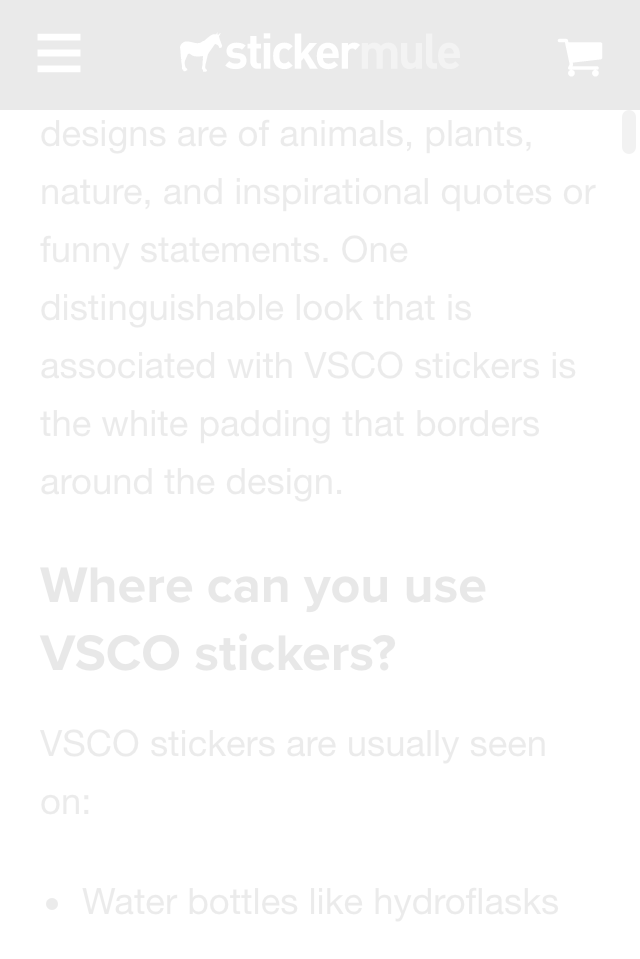 stickermule
designs are of animals, plants,
nature, and inspirational quotes or
funny statements. One
distinguishable look that is
associated with VSCO stickers is
the white padding that borders
around the design.
Where can you use
VSCO stickers?
VSCO stickers are usually seen
on:
• Water bottles like hydroflasks